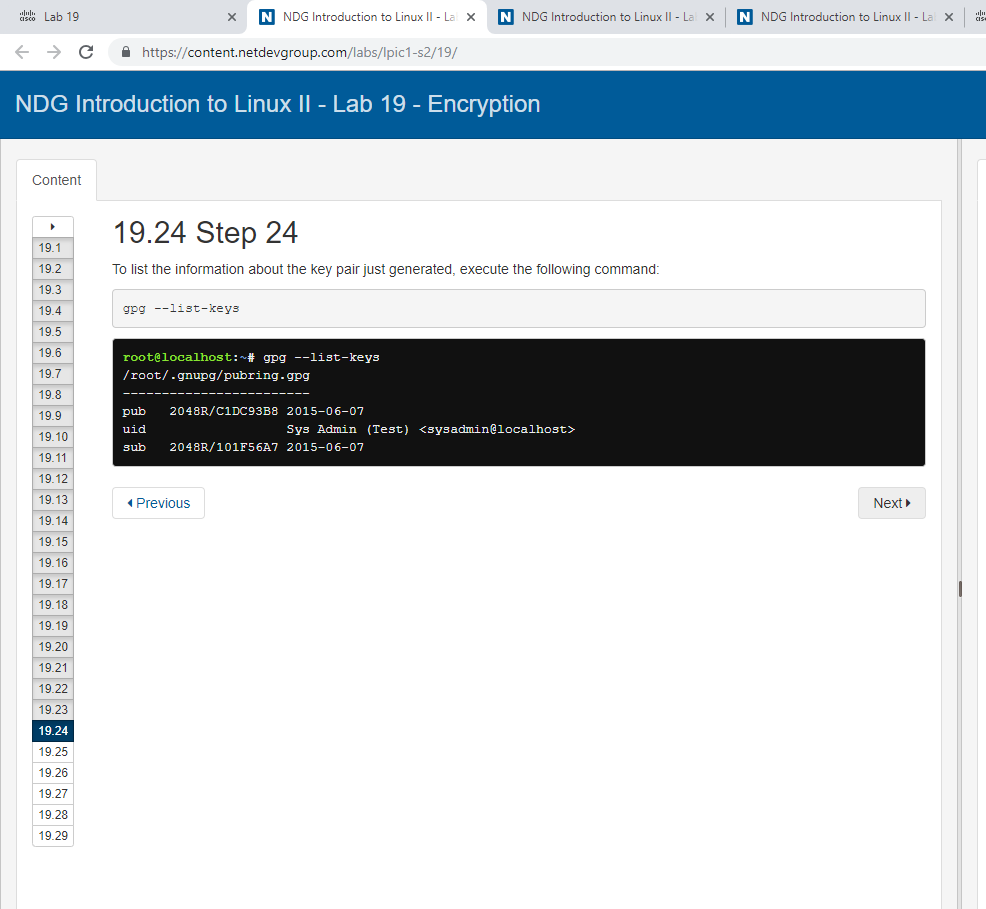 cisco Lab 19
N NDG Introduction to Linux II - La
N NDG Introduction to Linux II - La
N NDG Introduction to Linux II - La
https://content.netdevgroup.com/labs/lpic1-s2/19/
NDG Introduction to Linux II - Lab 19 - Encryption
Content
19.1
19.2
19.3
19.4
19.5
19.6
19.7
19.8
19.9
19.10
19.11
19.12
19.13
19.14
19.15
19.16
19.17
19.18
19.19
19.20
19.21
19.22
19.23
19.24
19.25
19.26
19.27
19.28
19.29
19.24 Step 24
To list the information about the key pair just generated, execute the following command:
gpg --list-keys
root@localhost:~# gpg --list-keys
/root/.gnupg/pubring.gpg
------------------------
pub   2048R/C1DC93B8 2015-06-07
uid                  Sys Admin (Test) <sysadmin@localhost>
sub   2048R/101F56A7 2015-06-07
Previous
Next